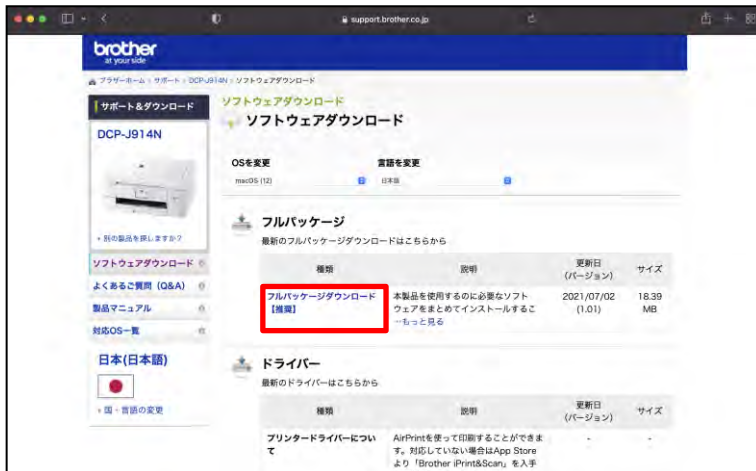 support.brother.co.jp
brother
at your side
ブラザーホーム > サポート > DCP-J914N > ソフトウェアダウンロード
サポート&ダウンロード
DCP-J914N
別の製品を探しますか?
ソフトウェアダウンロード
よくあるご質問（Q&A）
製品マニュアル
対応OS一覧
日本(日本語)
国・言語の変更
ソフトウェアダウンロード
ソフトウェアダウンロード
OSを変更 言語を変更
macOS (12) 日本語
フルパッケージ
最新のフルパッケージダウンロードはこちらから
種類 説明 更新日 サイズ
(バージョン)
フルパッケージダウンロード 本製品を使用するのに必要なソフト 2021/07/02 18.39
【推奨】 ウェアをまとめてインストールするこ (1.01) MB
…もっと見る
ドライバー
最新のドライバーはこちらから
種類 説明 更新日 サイズ
(バージョン)
プリンタードライバーについ AirPrintを使って印刷することができま - -
て す。対応していない場合はApp Store
より「Brother iPrint&Scan」を入手